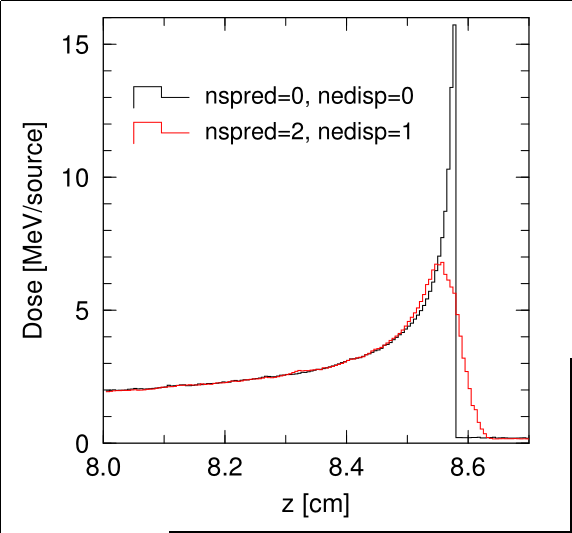 15
nspred=0, nedisp=0
nspred=2, nedisp=1
10
Dose [MeV/source]
5
0
8.0 8.2 8.4 8.6
z [cm]